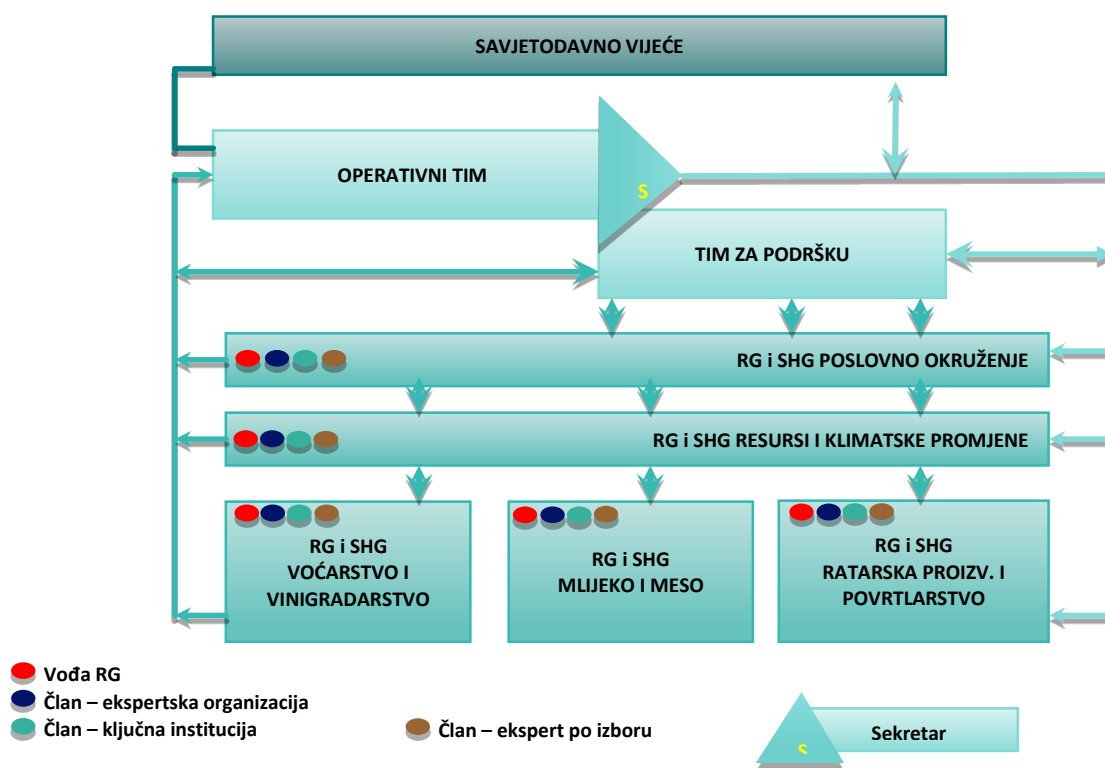 SAVJETODAVNO VIJEĆE
OPERATIVNI TIM
S
TIM ZA PODRŠKU
RG i SHG POSLOVNO OKRUŽENJE
RG i SHG RESURSI I KLIMATSKE PROMJENE
RG i SHG
VOĆARSTVO I
VINIGRADARSTVO
RG i SHG
MLIJEKO I MESO
RG i SHG
RATARSKA PROIZV. I
POVRTLARSTVO
Vođa RG
Član – ekspertska organizacija
Član – ključna institucija
Član – ekspert po izboru
S
Sekretar